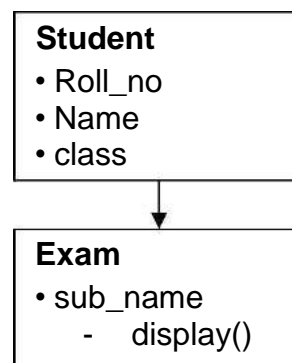 Student
• Roll_no
• Name
• class
Exam
• sub_name
- display()